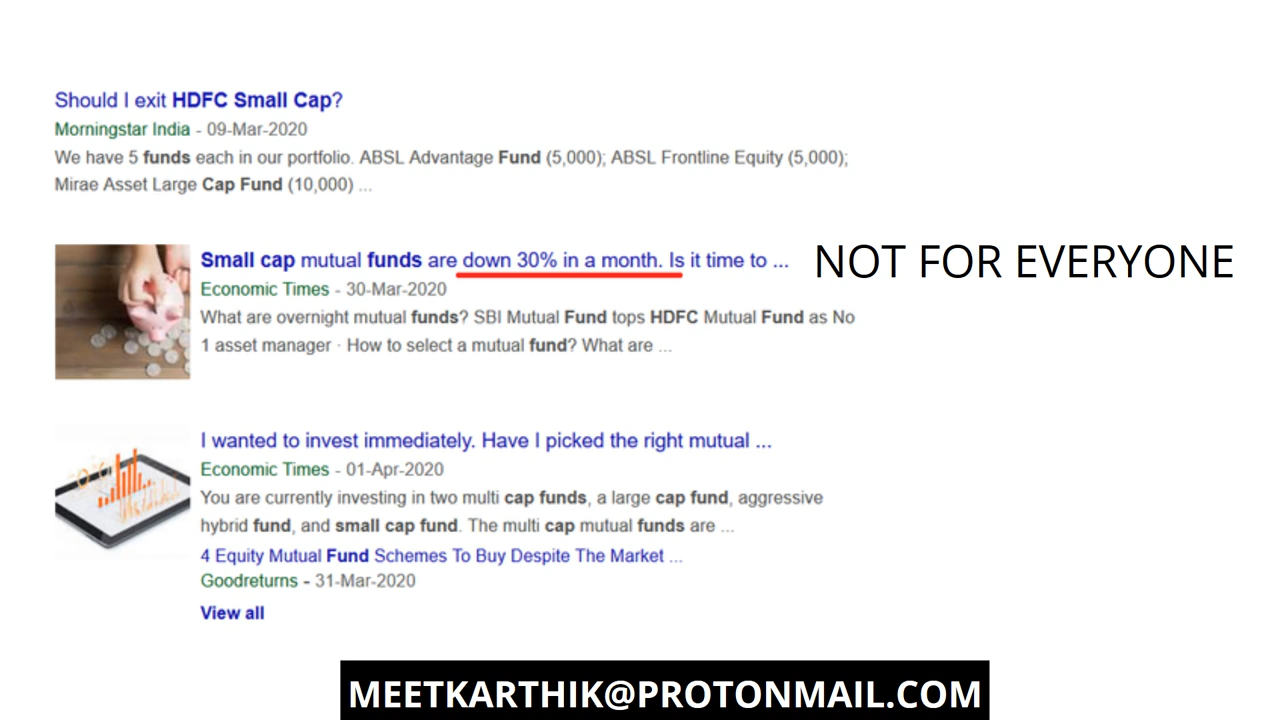 Should I exit HDFC Small Cap?
Morningstar India - 09-Mar-2020
We have 5 funds each in our portfolio. ABSL Advantage Fund (5,000); ABSL Frontline Equity (5,000);
Mirae Asset Large Cap Fund (10,000) ...
Small cap mutual funds are down 30% in a month. Is it time to ...
NOT FOR EVERYONE
Economic Times - 30-Mar-2020
What are overnight mutual funds? SBI Mutual Fund tops HDFC Mutual Fund as No
1 asset manager · How to select a mutual fund? What are ...
I wanted to invest immediately. Have I picked the right mutual ...
Economic Times - 01-Apr-2020
You are currently investing in two multi cap funds, a large cap fund, aggressive
hybrid fund, and small cap fund. The multi cap mutual funds are ...
4 Equity Mutual Fund Schemes To Buy Despite The Market ...
Goodreturns - 31-Mar-2020
View all
MEETKARTHIK@PROTONMAIL.COM